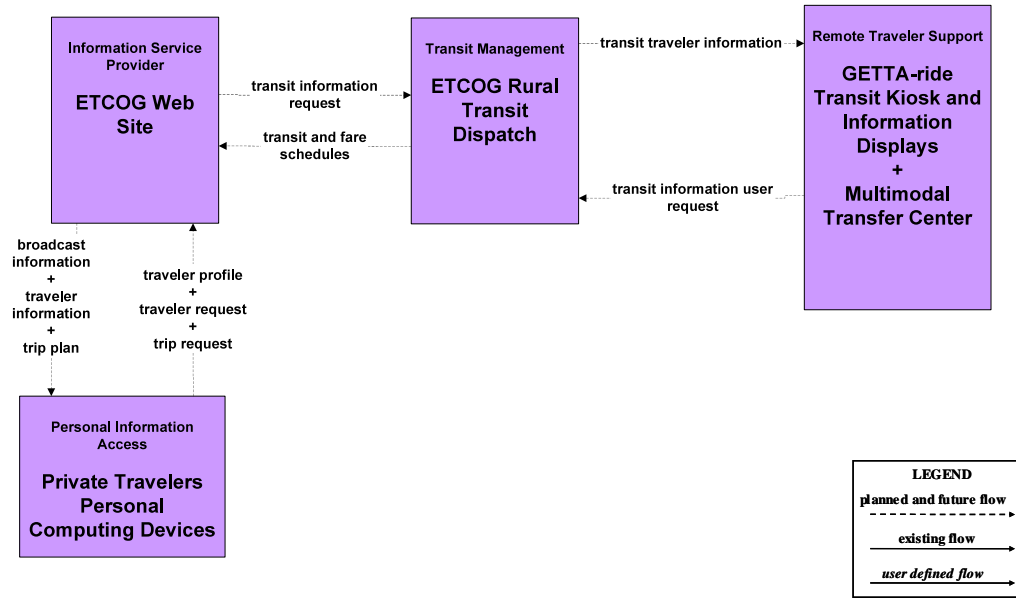 Information Service
Provider
ETCOG Web
Site
transit information
request
transit and fare
schedules
Transit Management
ETCOG Rural
Transit
Dispatch
transit traveler information
transit information user
request
Remote Traveler Support
GETTA-ride
Transit Kiosk and
Information
Displays
+
Multimodal
Transfer Center
broadcast
information
+
traveler
information
+
trip plan
traveler profile
+
traveler request
+
trip request
Personal Information
Access
Private Travelers
Personal
Computing Devices
LEGEND
planned and future flow
existing flow
user defined flow